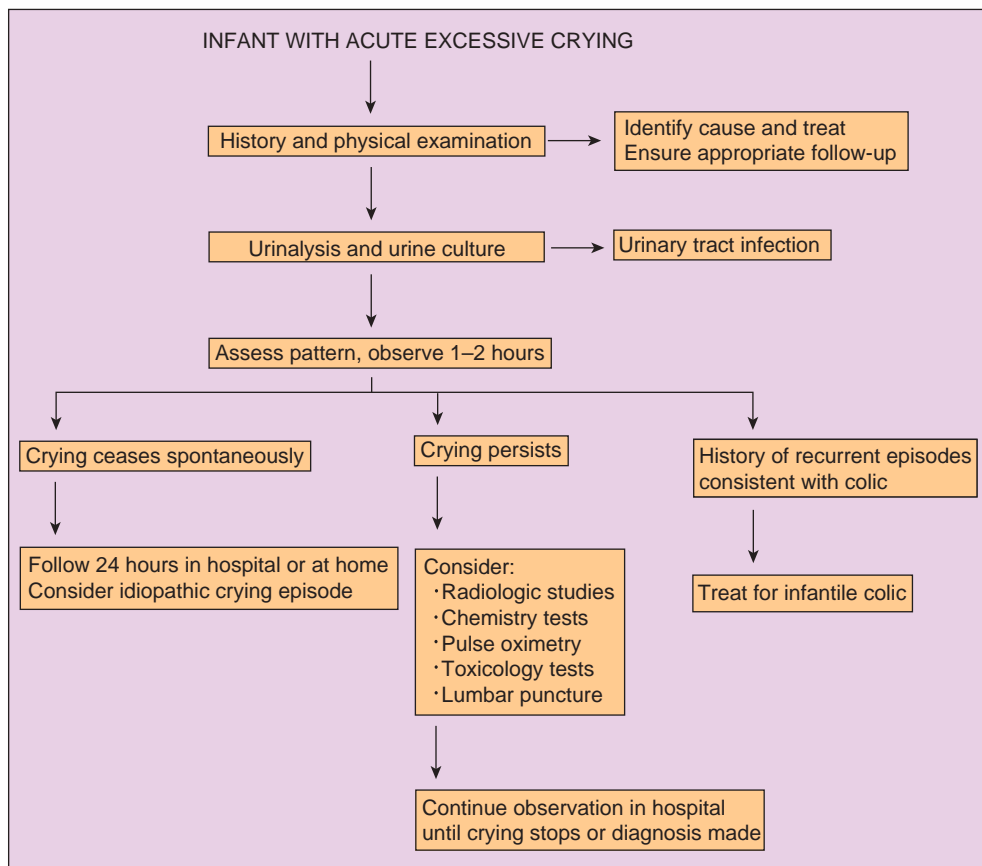 INFANT WITH ACUTE EXCESSIVE CRYING
History and physical examination
Identify cause and treat
Ensure appropriate follow-up
Urinalysis and urine culture
Urinary tract infection
Assess pattern, observe 1–2 hours
Crying ceases spontaneously
Crying persists
History of recurrent episodes
consistent with colic
Follow 24 hours in hospital or at home
Consider idiopathic crying episode
Consider:
·Radiologic studies
·Chemistry tests
·Pulse oximetry
·Toxicology tests
·Lumbar puncture
Treat for infantile colic
Continue observation in hospital
until crying stops or diagnosis made